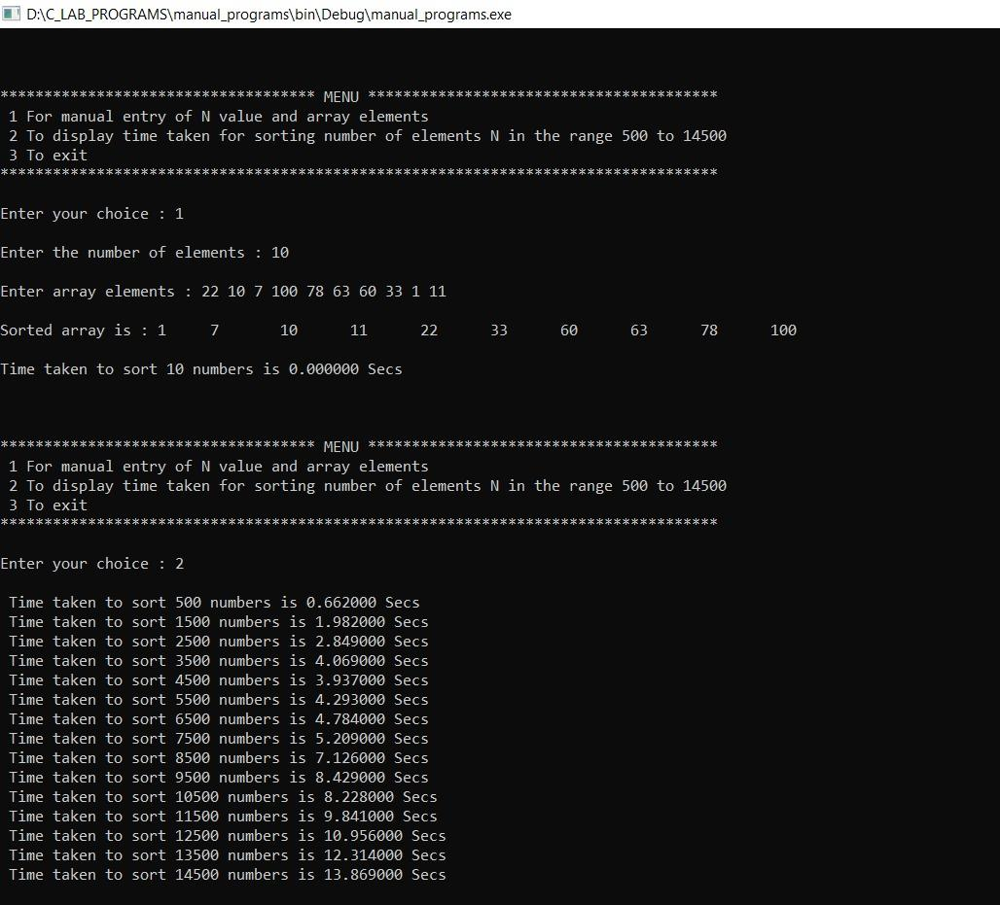 D:\C_LAB_PROGRAMS\manual_programs\bin\Debug\manual_programs.exe
************************************ MENU ****************************************
1 For manual entry of N value and array elements
2 To display time taken for sorting number of elements N in the range 500 to 14500
3 To exit
**********************************************************************************
Enter your choice : 1
Enter the number of elements : 10
Enter array elements : 22 10 7 100 78 63 60 33 1 11
Sorted array is : 1 7 10 11 22 33 60 63 78 100
Time taken to sort 10 numbers is 0.000000 Secs
************************************ MENU ****************************************
1 For manual entry of N value and array elements
2 To display time taken for sorting number of elements N in the range 500 to 14500
3 To exit
**********************************************************************************
Enter your choice : 2
Time taken to sort 500 numbers is 0.662000 Secs
Time taken to sort 1500 numbers is 1.982000 Secs
Time taken to sort 2500 numbers is 2.849000 Secs
Time taken to sort 3500 numbers is 4.069000 Secs
Time taken to sort 4500 numbers is 3.937000 Secs
Time taken to sort 5500 numbers is 4.293000 Secs
Time taken to sort 6500 numbers is 4.784000 Secs
Time taken to sort 7500 numbers is 5.209000 Secs
Time taken to sort 8500 numbers is 7.126000 Secs
Time taken to sort 9500 numbers is 8.429000 Secs
Time taken to sort 10500 numbers is 8.228000 Secs
Time taken to sort 11500 numbers is 9.841000 Secs
Time taken to sort 12500 numbers is 10.956000 Secs
Time taken to sort 13500 numbers is 12.314000 Secs
Time taken to sort 14500 numbers is 13.869000 Secs